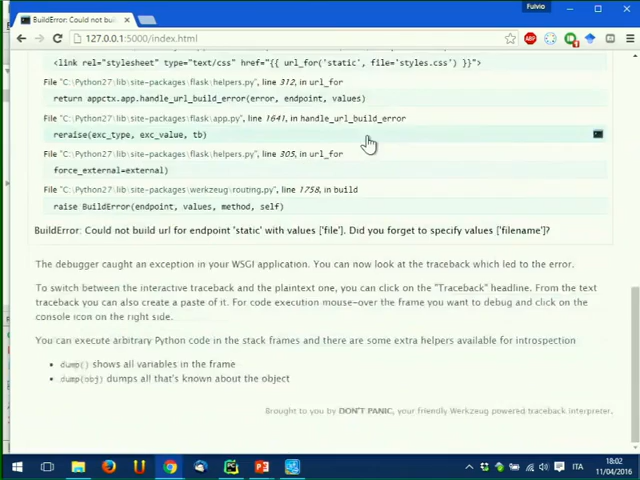 Fulvio
BuildError: Could not build
127.0.0.1:5000/index.html
<link rel="stylesheet" type="text/css" href="{{ url_for('static', file='styles.css') }}">
File "C:\Python27\lib\site-packages\flask\helpers.py", line 312, in url_for
return appctx.app.handle_url_build_error(error, endpoint, values)
File "C:\Python27\lib\site-packages\flask\app.py", line 1641, in handle_url_build_error
reraise(exc_type, exc_value, tb)
File "C:\Python27\lib\site-packages\flask\helpers.py", line 305, in url_for
force_external=external)
File "C:\Python27\lib\site-packages\werkzeug\routing.py", line 1758, in build
raise BuildError(endpoint, values, method, self)
BuildError: Could not build url for endpoint 'static' with values ['file']. Did you forget to specify values ['filename']?
The debugger caught an exception in your WSGI application. You can now look at the traceback which led to the error.
To switch between the interactive traceback and the plaintext one, you can click on the "Traceback" headline. From the text
traceback you can also create a paste of it. For code execution mouse-over the frame you want to debug and click on the
console icon on the right side.
You can execute arbitrary Python code in the stack frames and there are some extra helpers available for introspection
dump() shows all variables in the frame
dump(obj) dumps all that's known about the object
Brought to you by DON'T PANIC, your friendly Werkzeug powered traceback interpreter.
ITA
18:02
11/04/2016